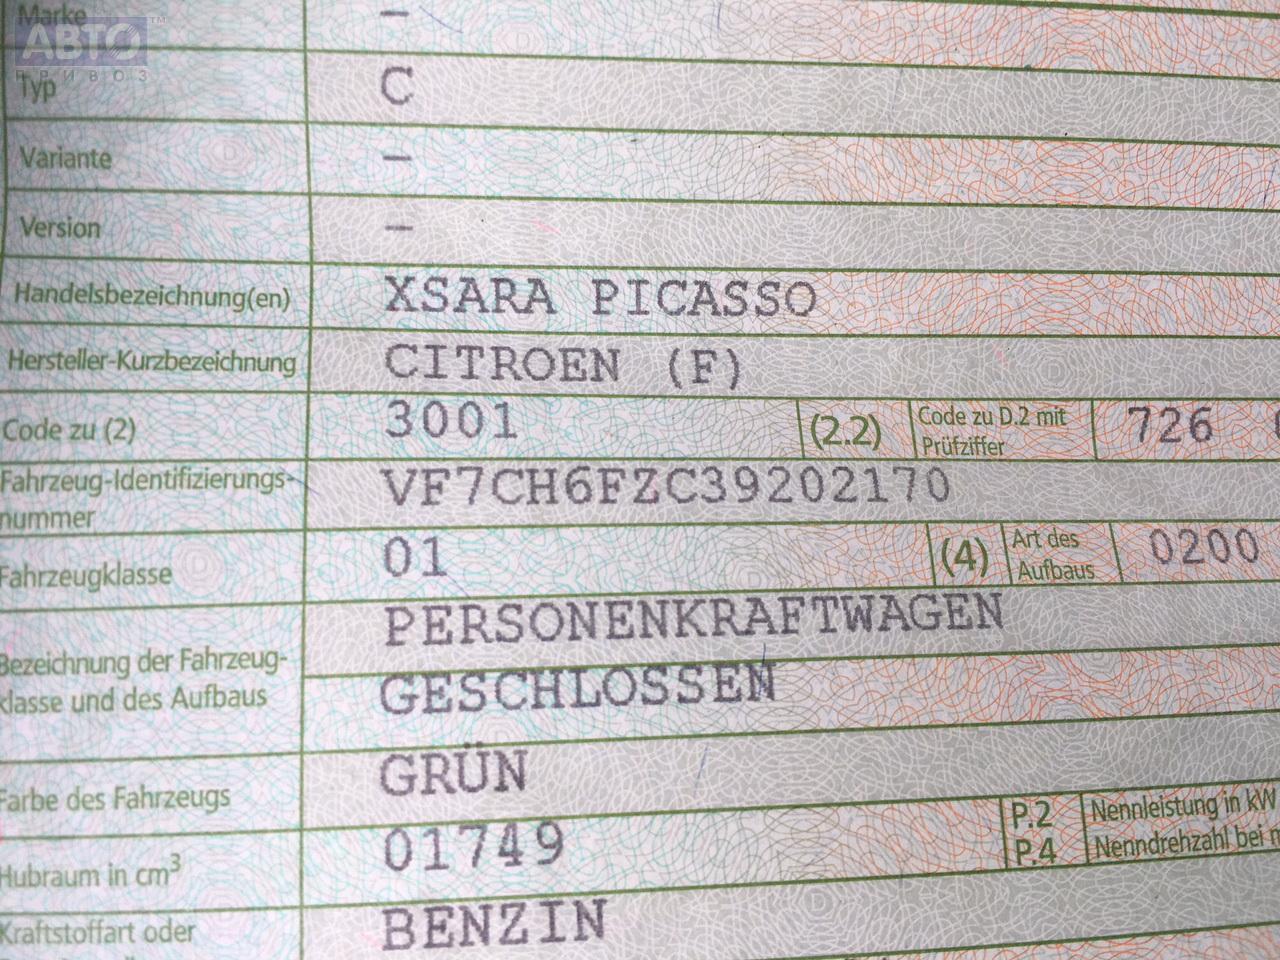 Marke –
АВТО™
ПРИВОЗ
Typ C
Variante –
Version –
Handelsbezeichnung(en) XSARA PICASSO
Hersteller-Kurzbezeichnung CITROEN (F)
Code zu (2) 3001 (2.2) Code zu D.2 mit Prüfziffer 726
Fahrzeug-Identifizierungs-
nummer VF7CH6FZC39202170
Fahrzeugklasse 01 (4) Art des Aufbaus 0200
Bezeichnung der Fahrzeug- PERSONENKRAFTWAGEN
klasse und des Aufbaus GESCHLOSSEN
Farbe des Fahrzeugs GRÜN
Hubraum in cm³ 01749 P.2 Nennleistung in kW
P.4 Nenndrehzahl bei
Kraftstoffart oder BENZIN